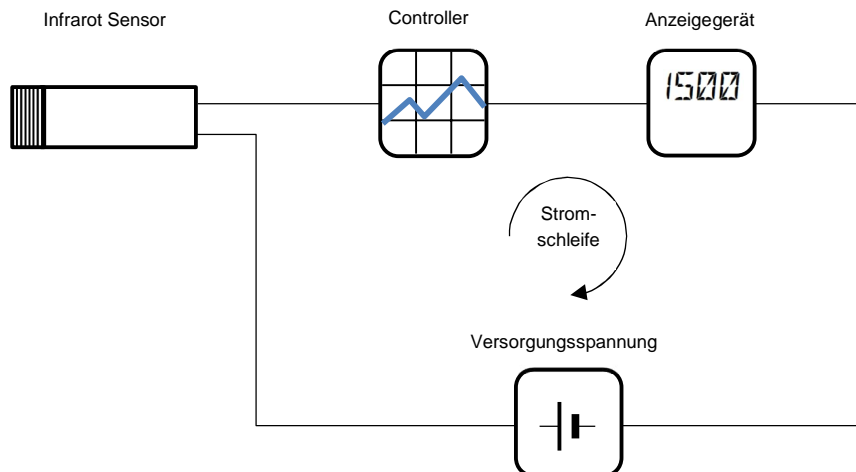 Infrarot Sensor
Controller
Anzeigegerät
1500
Strom-
schleife
Versorgungsspannung